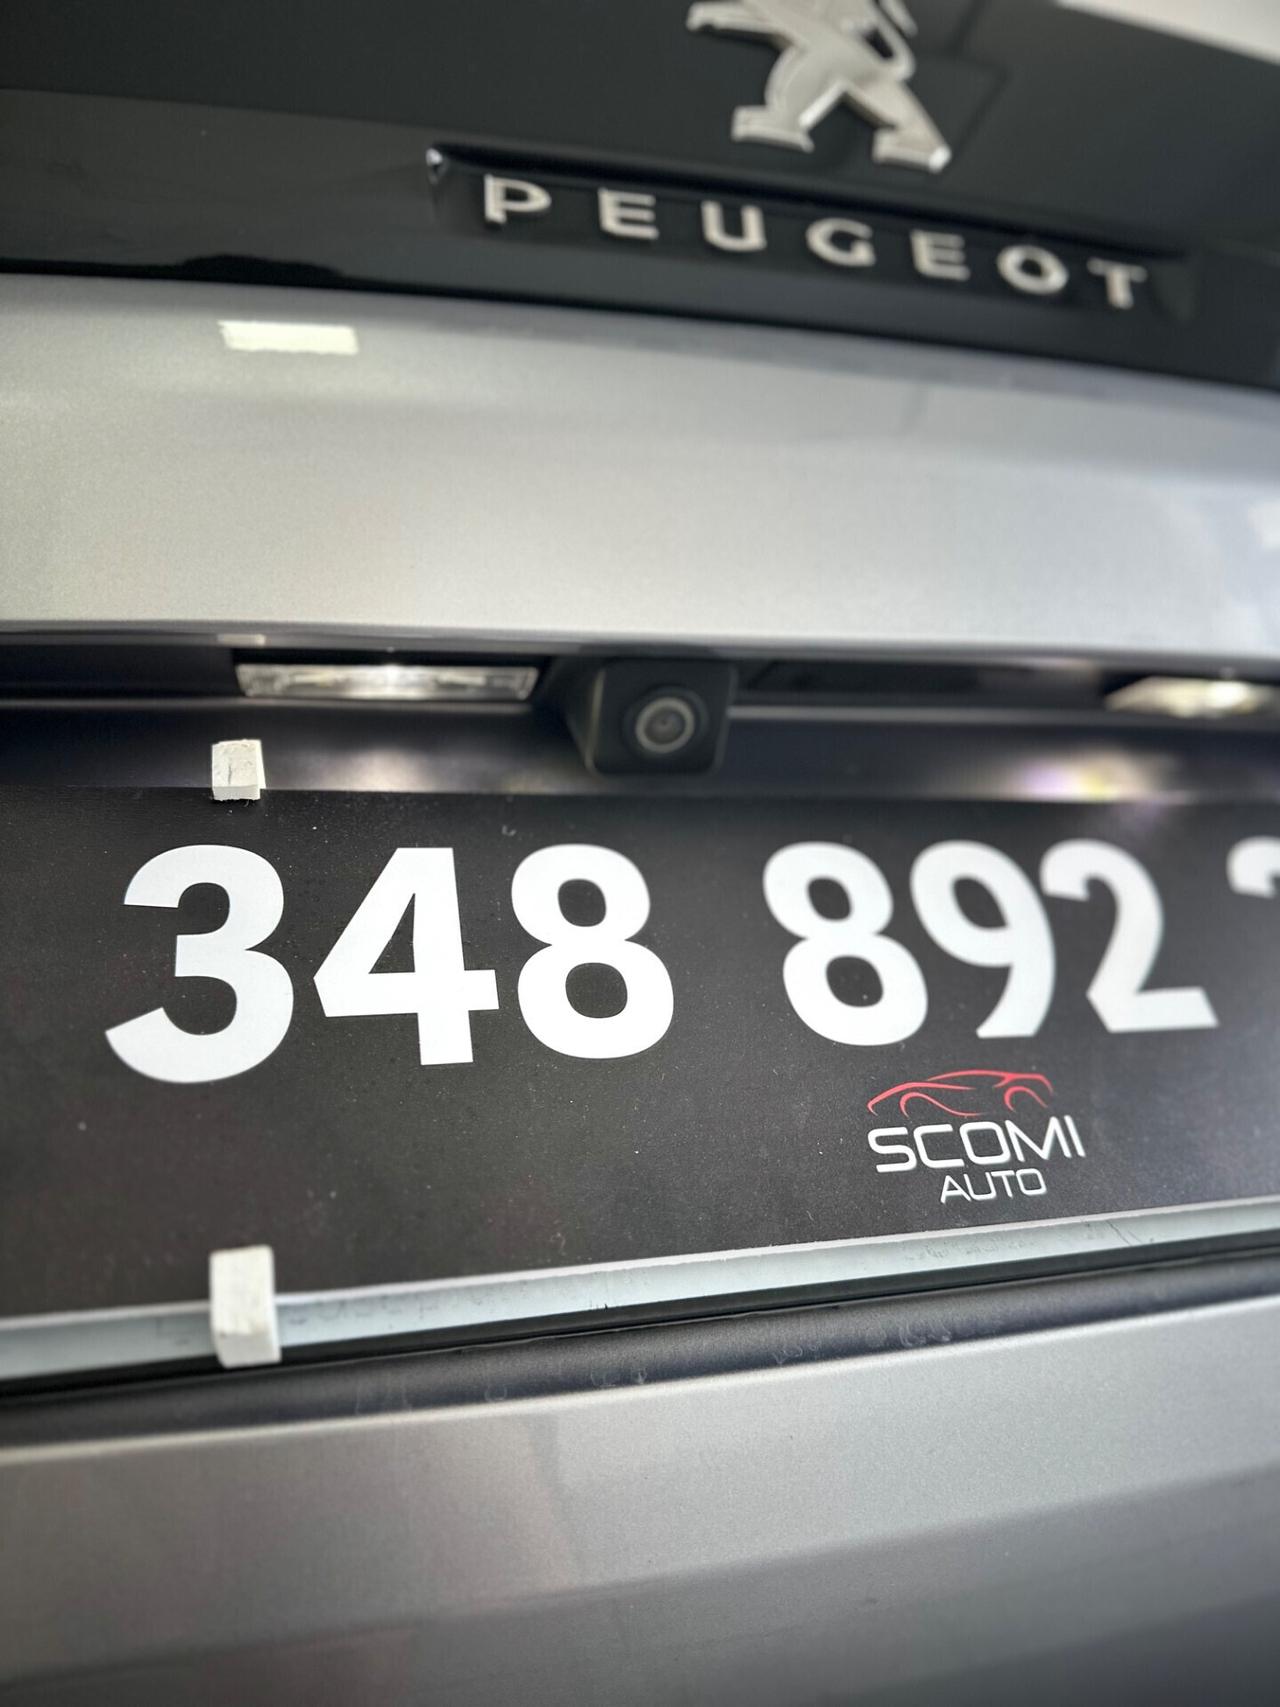 PEUGEOT
348 892
SCOMI
AUTO